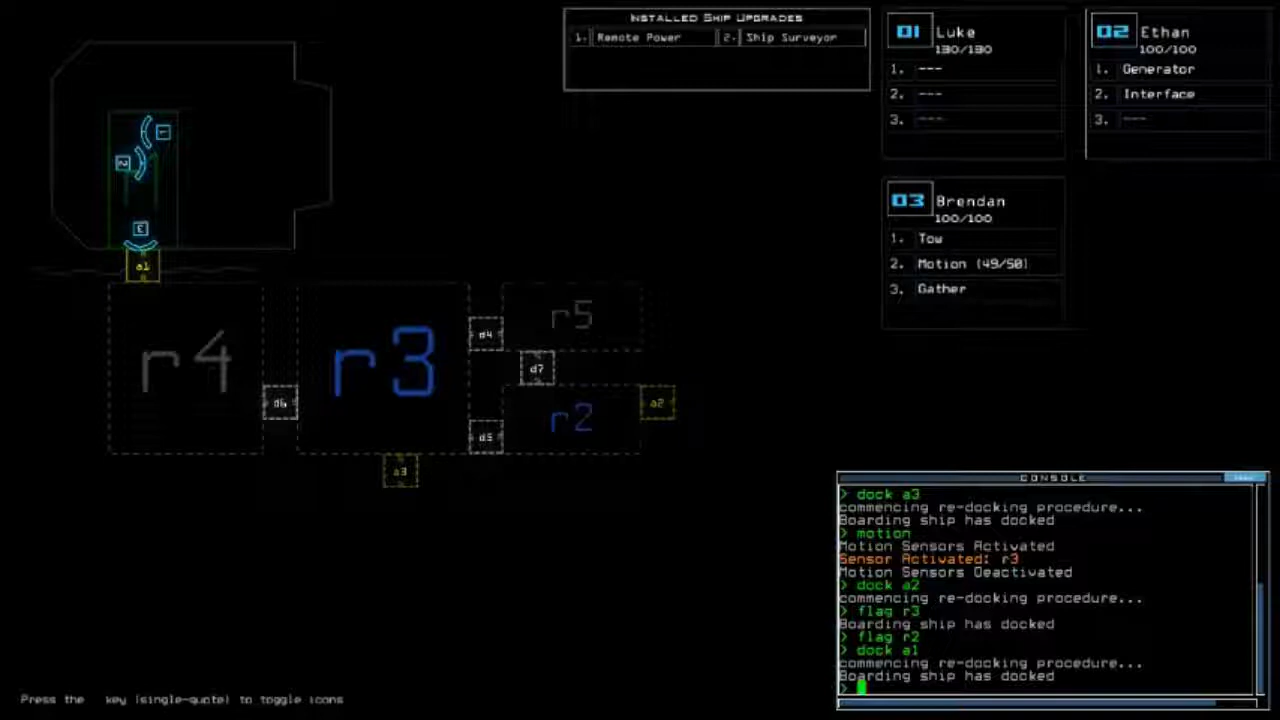 INSTALLED SHIP UPGRADES
1. Remote Power 2. Ship Surveyor
01 Luke
130/130
1. ---
2. ---
3. ---
02 Ethan
100/100
1. Generator
2. Interface
3. ---
03 Brendan
100/100
1. Tow
2. Motion (49/50)
3. Gather
1
2
3
a1
r4
r3
r5
r2
d4
d7
d6
d5
a2
a3
CONSOLE
> dock a3
commencing re-docking procedure...
Boarding ship has docked
> motion
Motion Sensors Activated
Sensor Activated: r3
Motion Sensors Deactivated
> dock a2
commencing re-docking procedure...
> flag r3
Boarding ship has docked
> flag r2
> dock a1
commencing re-docking procedure...
Boarding ship has docked
>
Press the key (single-quote) to toggle icons